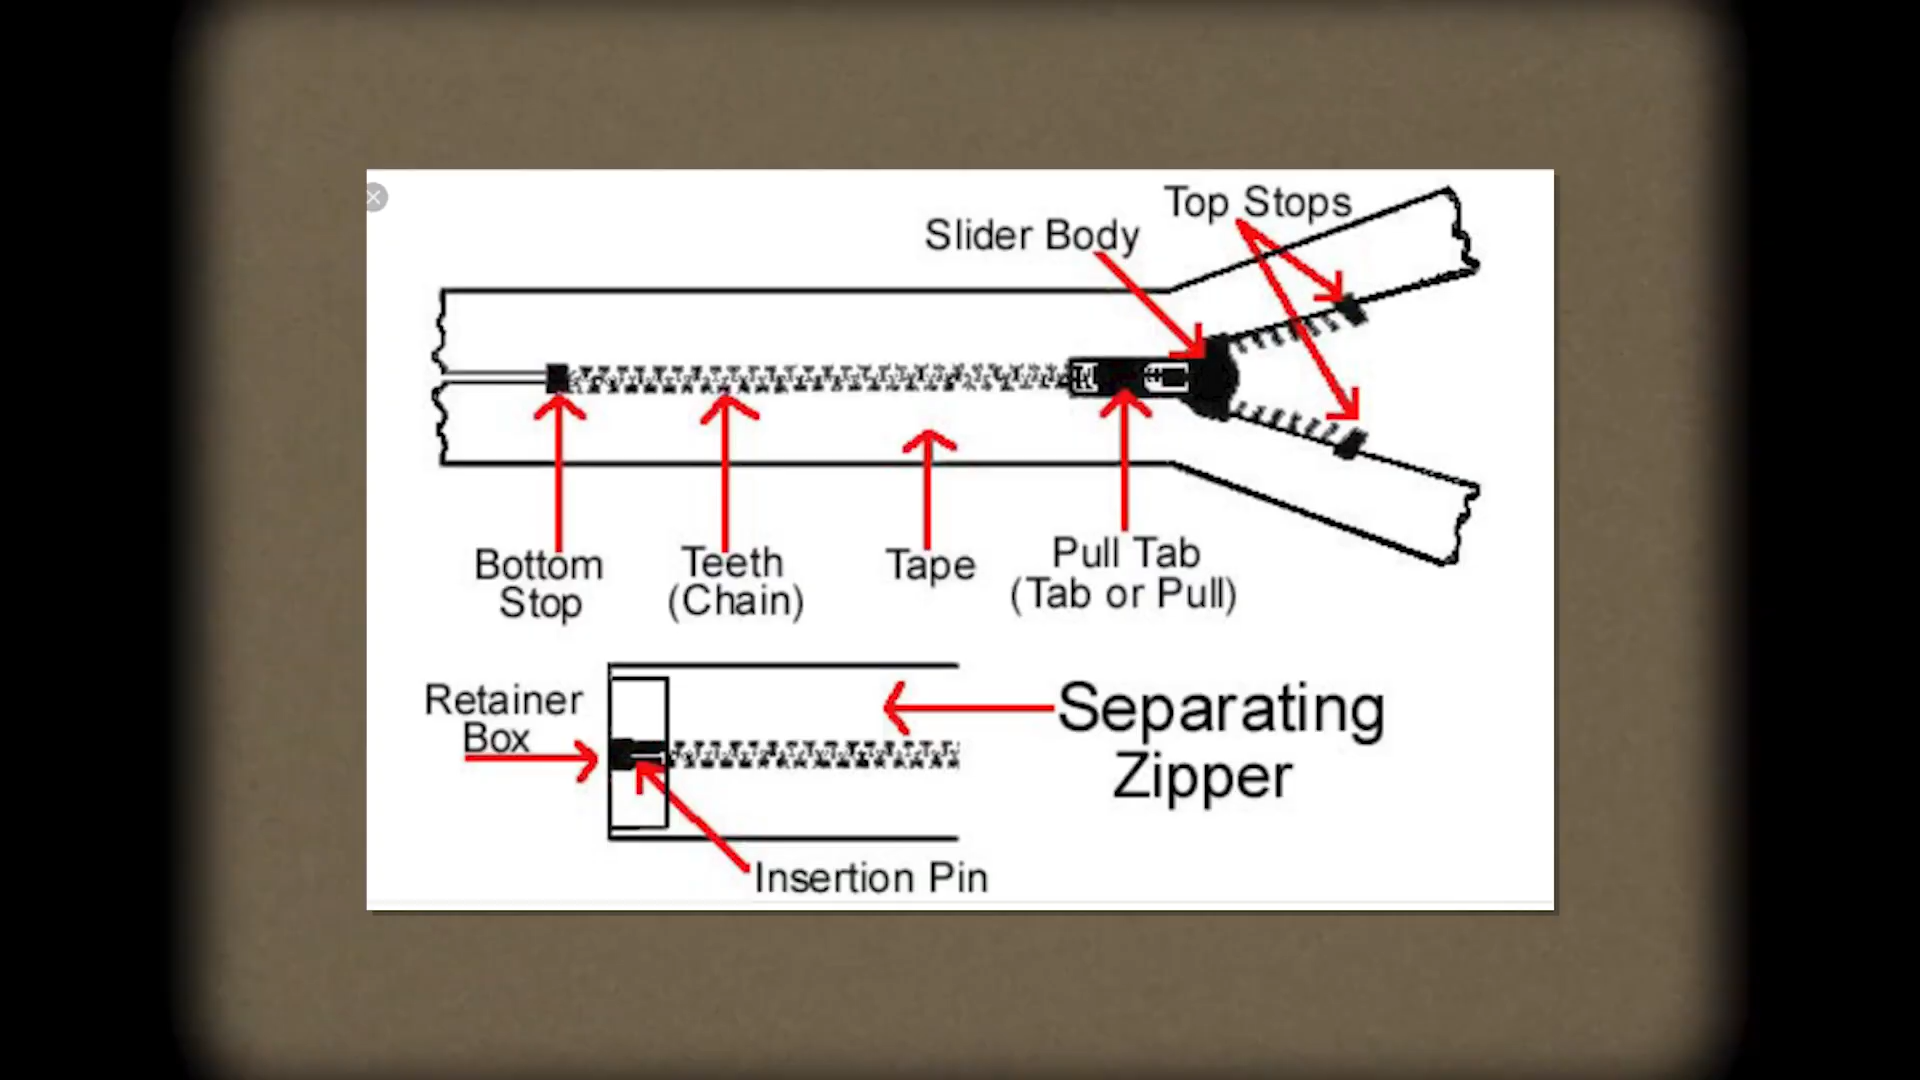 Top Stops
Slider Body
Bottom
Stop
Teeth
(Chain)
Tape
Pull Tab
(Tab or Pull)
Retainer
Box
Separating
Zipper
Insertion Pin